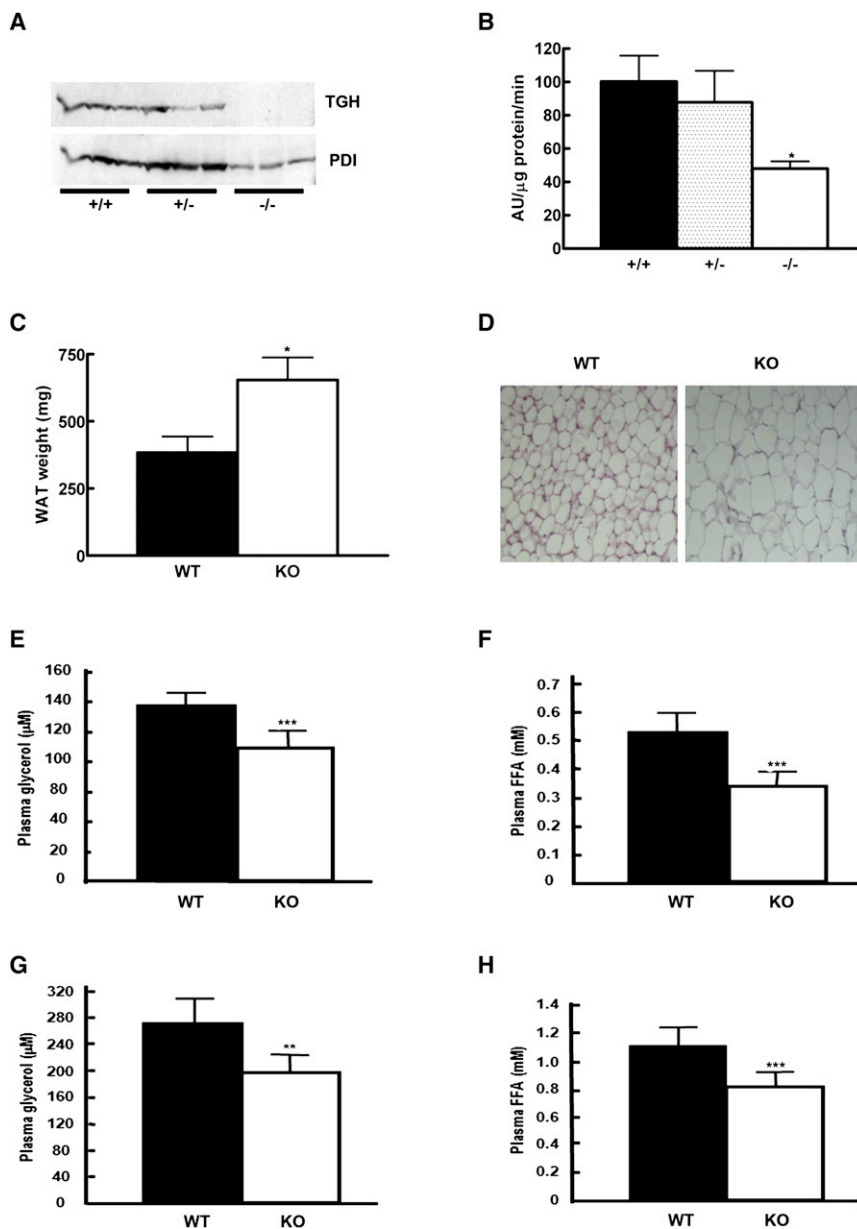 A
TGH
PDI
+/+ +/- -/-
B
AU/µg protein/min
120
100
80
60
40
20
0
*
+/+ +/- -/-
C
WAT weight (mg)
750
500
250
0
*
WT KO
D
WT KO
E
Plasma glycerol (µM)
160
140
120
100
80
80
40
20
0
***
WT KO
F
Plasma FFA (mM)
0.7
0.6
0.5
0.4
0.3
0.2
0.1
0
***
WT KO
G
Plasma glycerol (µM)
320
280
240
200
160
120
80
40
0
**
WT KO
H
Plasma FFA (mM)
1.4
1.2
1.0
0.8
0.6
0.4
0.2
0
***
WT KO